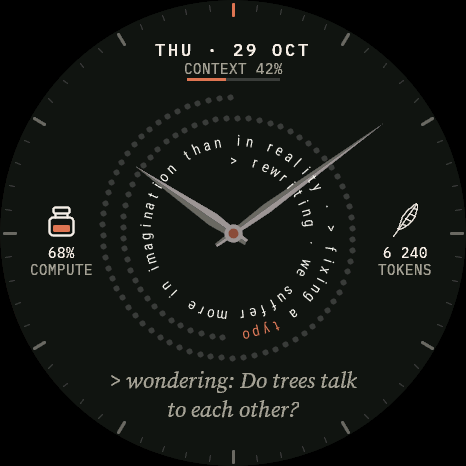 THU · 29 OCT
CONTEXT 42%
> rewriting · we suffer more in imagination than in reality · > fixing a typo
68%
COMPUTE
6 240
TOKENS
> wondering: Do trees talk
to each other?